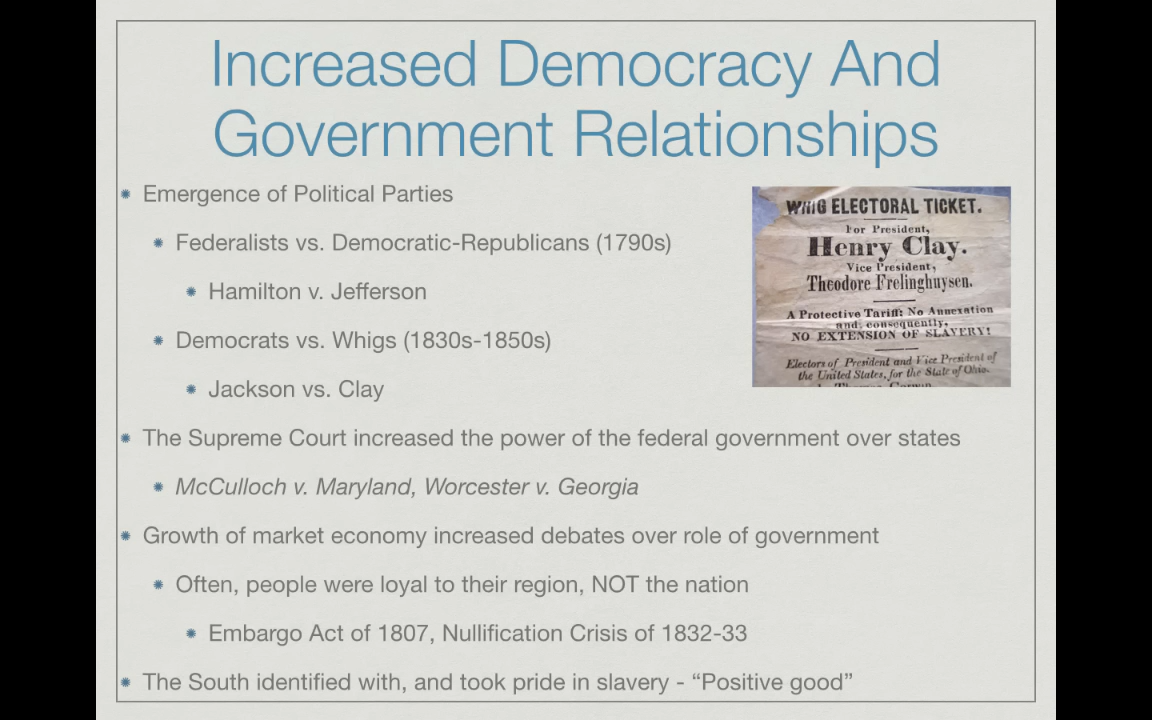 Increased Democracy And
Government Relationships
Emergence of Political Parties
Federalists vs. Democratic-Republicans (1790s)
Hamilton v. Jefferson
Democrats vs. Whigs (1830s-1850s)
Jackson vs. Clay
The Supreme Court increased the power of the federal government over states
McCulloch v. Maryland, Worcester v. Georgia
Growth of market economy increased debates over role of government
Often, people were loyal to their region, NOT the nation
Embargo Act of 1807, Nullification Crisis of 1832-33
The South identified with, and took pride in slavery - “Positive good”
WHIG ELECTORAL TICKET.
For President,
Henry Clay.
Vice President,
Theodore Frelinghuysen.
A Protective Tariff: No Annexation
and, consequently,
NO EXTENSION OF SLAVERY!
Electors of President and Vice President of
the United States, for the State of Ohio.